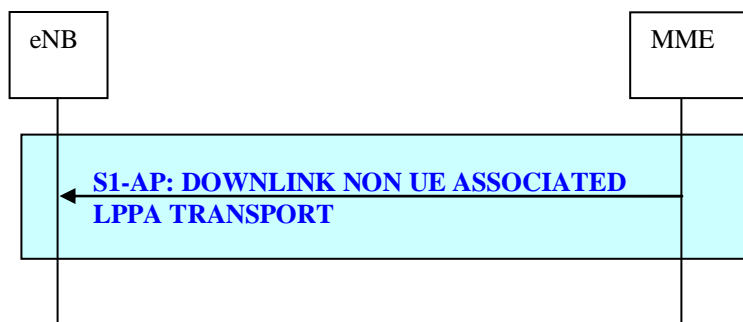 eNB
MME
S1-AP: DOWNLINK NON UE ASSOCIATED
LPPA TRANSPORT